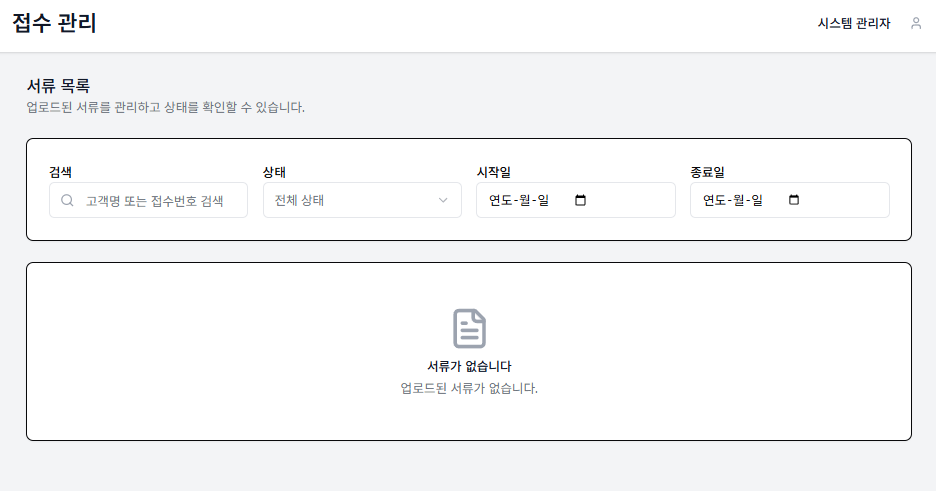 접수 관리
시스템 관리자
서류 목록
업로드된 서류를 관리하고 상태를 확인할 수 있습니다.
검색
고객명 또는 접수번호 검색
상태
전체 상태
시작일
연도-월-일
종료일
연도-월-일
서류가 없습니다
업로드된 서류가 없습니다.